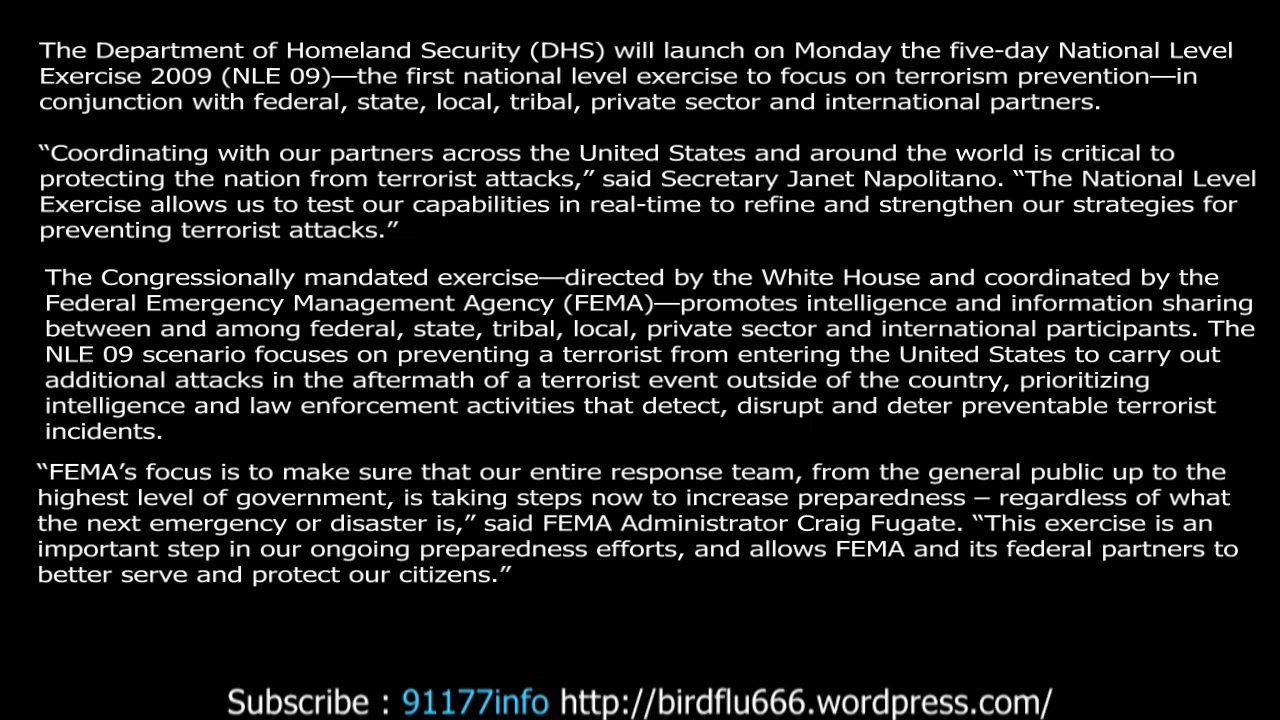 The Department of Homeland Security (DHS) will launch on Monday the five-day National Level
Exercise 2009 (NLE 09)—the first national level exercise to focus on terrorism prevention—in
conjunction with federal, state, local, tribal, private sector and international partners.
“Coordinating with our partners across the United States and around the world is critical to
protecting the nation from terrorist attacks,” said Secretary Janet Napolitano. “The National Level
Exercise allows us to test our capabilities in real-time to refine and strengthen our strategies for
preventing terrorist attacks.”
The Congressionally mandated exercise—directed by the White House and coordinated by the
Federal Emergency Management Agency (FEMA)—promotes intelligence and information sharing
between and among federal, state, tribal, local, private sector and international participants. The
NLE 09 scenario focuses on preventing a terrorist from entering the United States to carry out
additional attacks in the aftermath of a terrorist event outside of the country, prioritizing
intelligence and law enforcement activities that detect, disrupt and deter preventable terrorist
incidents.
“FEMA’s focus is to make sure that our entire response team, from the general public up to the
highest level of government, is taking steps now to increase preparedness – regardless of what
the next emergency or disaster is,” said FEMA Administrator Craig Fugate. “This exercise is an
important step in our ongoing preparedness efforts, and allows FEMA and its federal partners to
better serve and protect our citizens.”
Subscribe : 91177info http://birdflu666.wordpress.com/